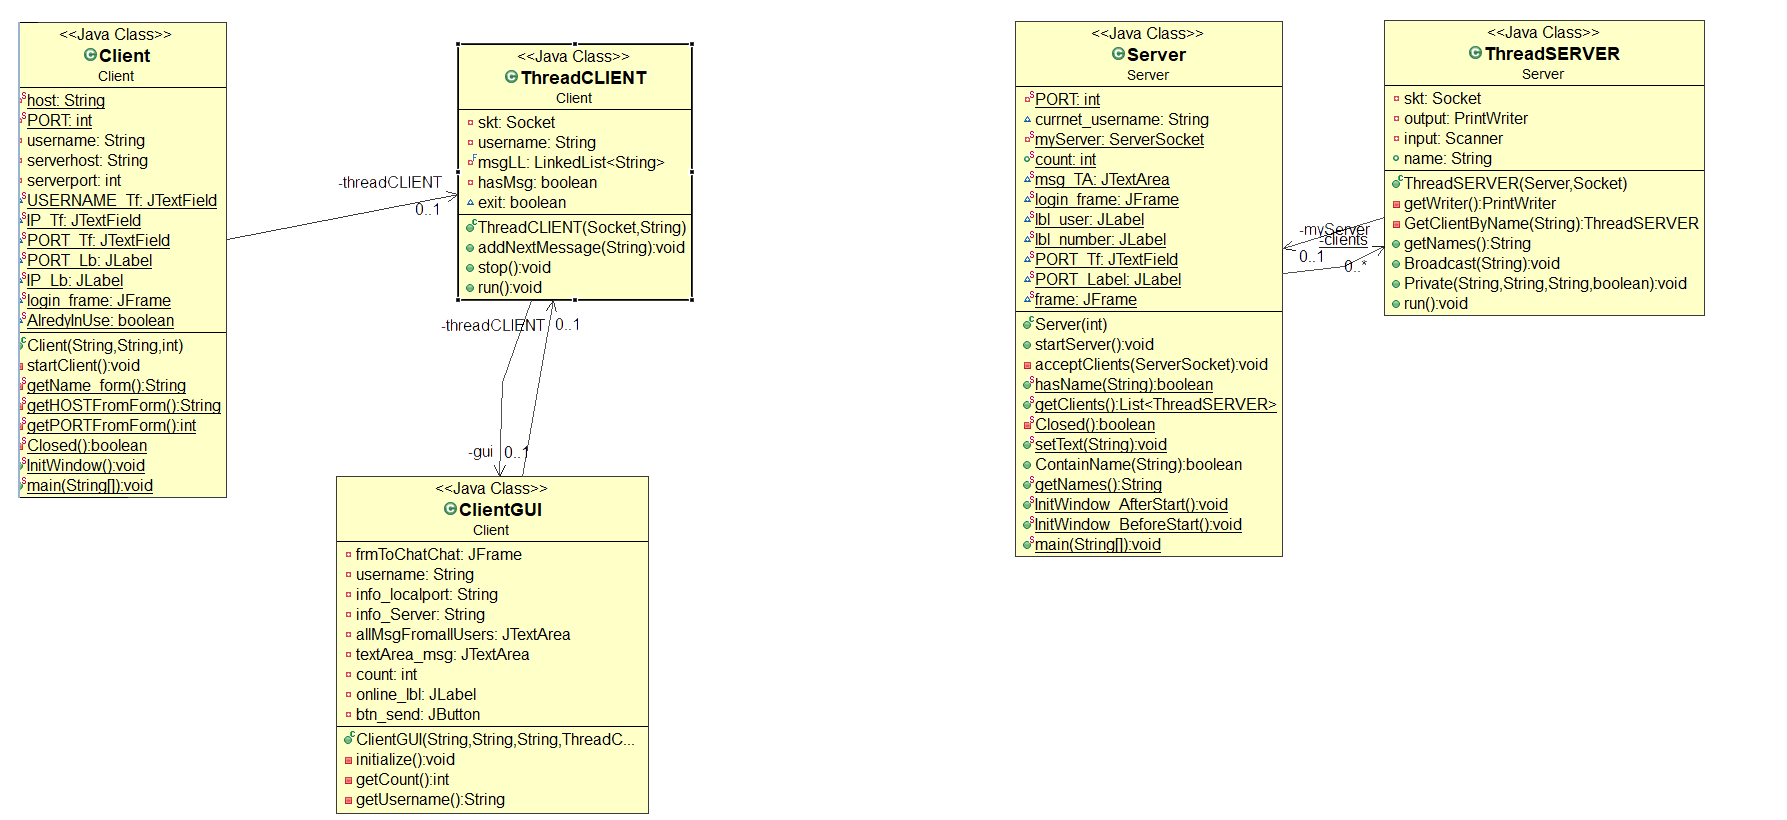 <<Java Class>>
Client
Client
host: String
PORT: int
username: String
serverhost: String
serverport: int
USERNAME_Tf: JTextField
IP_Tf: JTextField
PORT_Tf: JTextField
PORT_Lb: JLabel
IP_Lb: JLabel
login_frame: JFrame
AlredyInUse: boolean
Client(String,String,int)
startClient():void
getName_form():String
getHOSTFromForm():String
getPORTFromForm():int
Closed():boolean
InitWindow():void
main(String[]):void
-threadCLIENT
0..1
<<Java Class>>
ThreadCLIENT
Client
skt: Socket
username: String
msgLL: LinkedList<String>
hasMsg: boolean
exit: boolean
ThreadCLIENT(Socket,String)
addNextMessage(String):void
stop():void
run():void
-threadCLIENT
0..1
-gui
0..1
<<Java Class>>
ClientGUI
Client
frmToChatChat: JFrame
username: String
info_localport: String
info_Server: String
allMsgFromallUsers: JTextArea
textArea_msg: JTextArea
count: int
online_lbl: JLabel
btn_send: JButton
ClientGUI(String,String,String,ThreadC...
initialize():void
getCount():int
getUsername():String
<<Java Class>>
Server
Server
PORT: int
currnet_username: String
myServer: ServerSocket
count: int
msg_TA: JTextArea
login_frame: JFrame
lbl_user: JLabel
lbl_number: JLabel
PORT_Tf: JTextField
PORT_Label: JLabel
frame: JFrame
Server(int)
startServer():void
acceptClients(ServerSocket):void
hasName(String):boolean
getClients():List<ThreadSERVER>
Closed():boolean
setText(String):void
ContainName(String):boolean
getNames():String
InitWindow_AfterStart():void
InitWindow_BeforeStart():void
main(String[]):void
-myServer
-clients
0..1
0..*
<<Java Class>>
ThreadSERVER
Server
skt: Socket
output: PrintWriter
input: Scanner
name: String
ThreadSERVER(Server,Socket)
getWriter():PrintWriter
GetClientByName(String):ThreadSERVER
getNames():String
Broadcast(String):void
Private(String,String,String,boolean):void
run():void